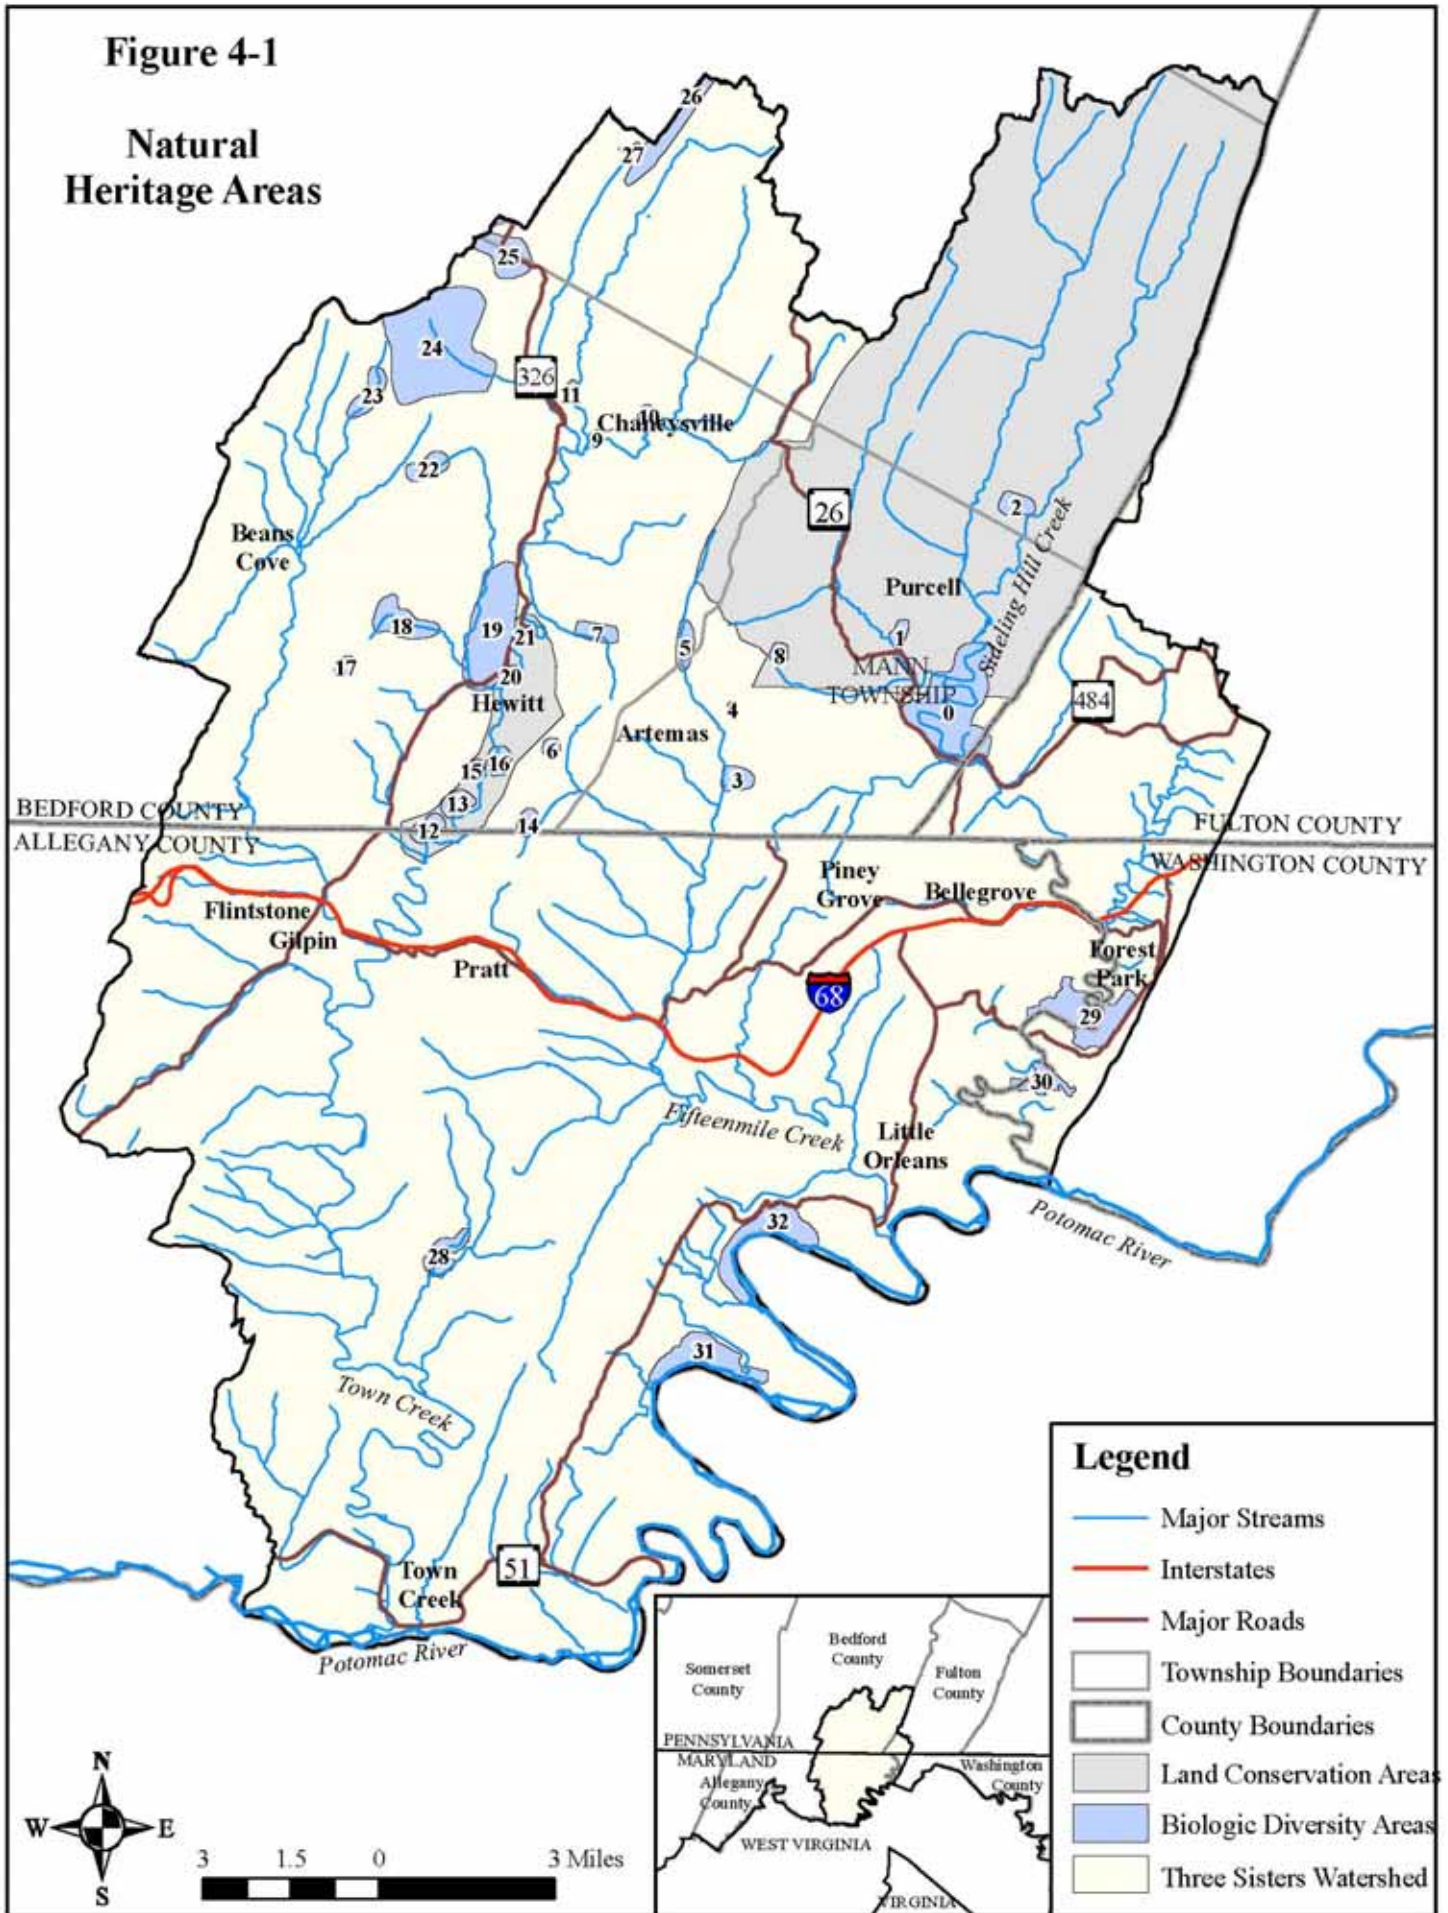 Figure 4-1
Natural
Heritage Areas
26
27
25
24
326
11
23
10
Chaneysville
9
22
26
2
Beans
Cove
Purcell
Sideling Hill Creek
18
19
21
7
5
1
8
17
20
MANN
TOWNSHIP
Hewitt
484
4
0
Artemas
6
16
15
3
13
14
12
BEDFORD COUNTY
ALLEGANY COUNTY
FULTON COUNTY
WASHINGTON COUNTY
Piney
Grove
Bellegrove
Flintstone
Gilpin
Pratt
Forest
Park
68
29
30
Fifteenmile Creek
Little
Orleans
32
Potomac River
28
31
Town Creek
51
Town
Creek
Potomac River
Legend
Major Streams
Interstates
Major Roads
Township Boundaries
County Boundaries
Land Conservation Areas
Biologic Diversity Areas
Three Sisters Watershed
Bedford
County
Somerset
County
Fulton
County
PENNSYLVANIA
MARYLAND
Allegany
County
Washington
County
WEST VIRGINIA
VIRGINIA
N
W
E
S
3 1.5 0 3 Miles